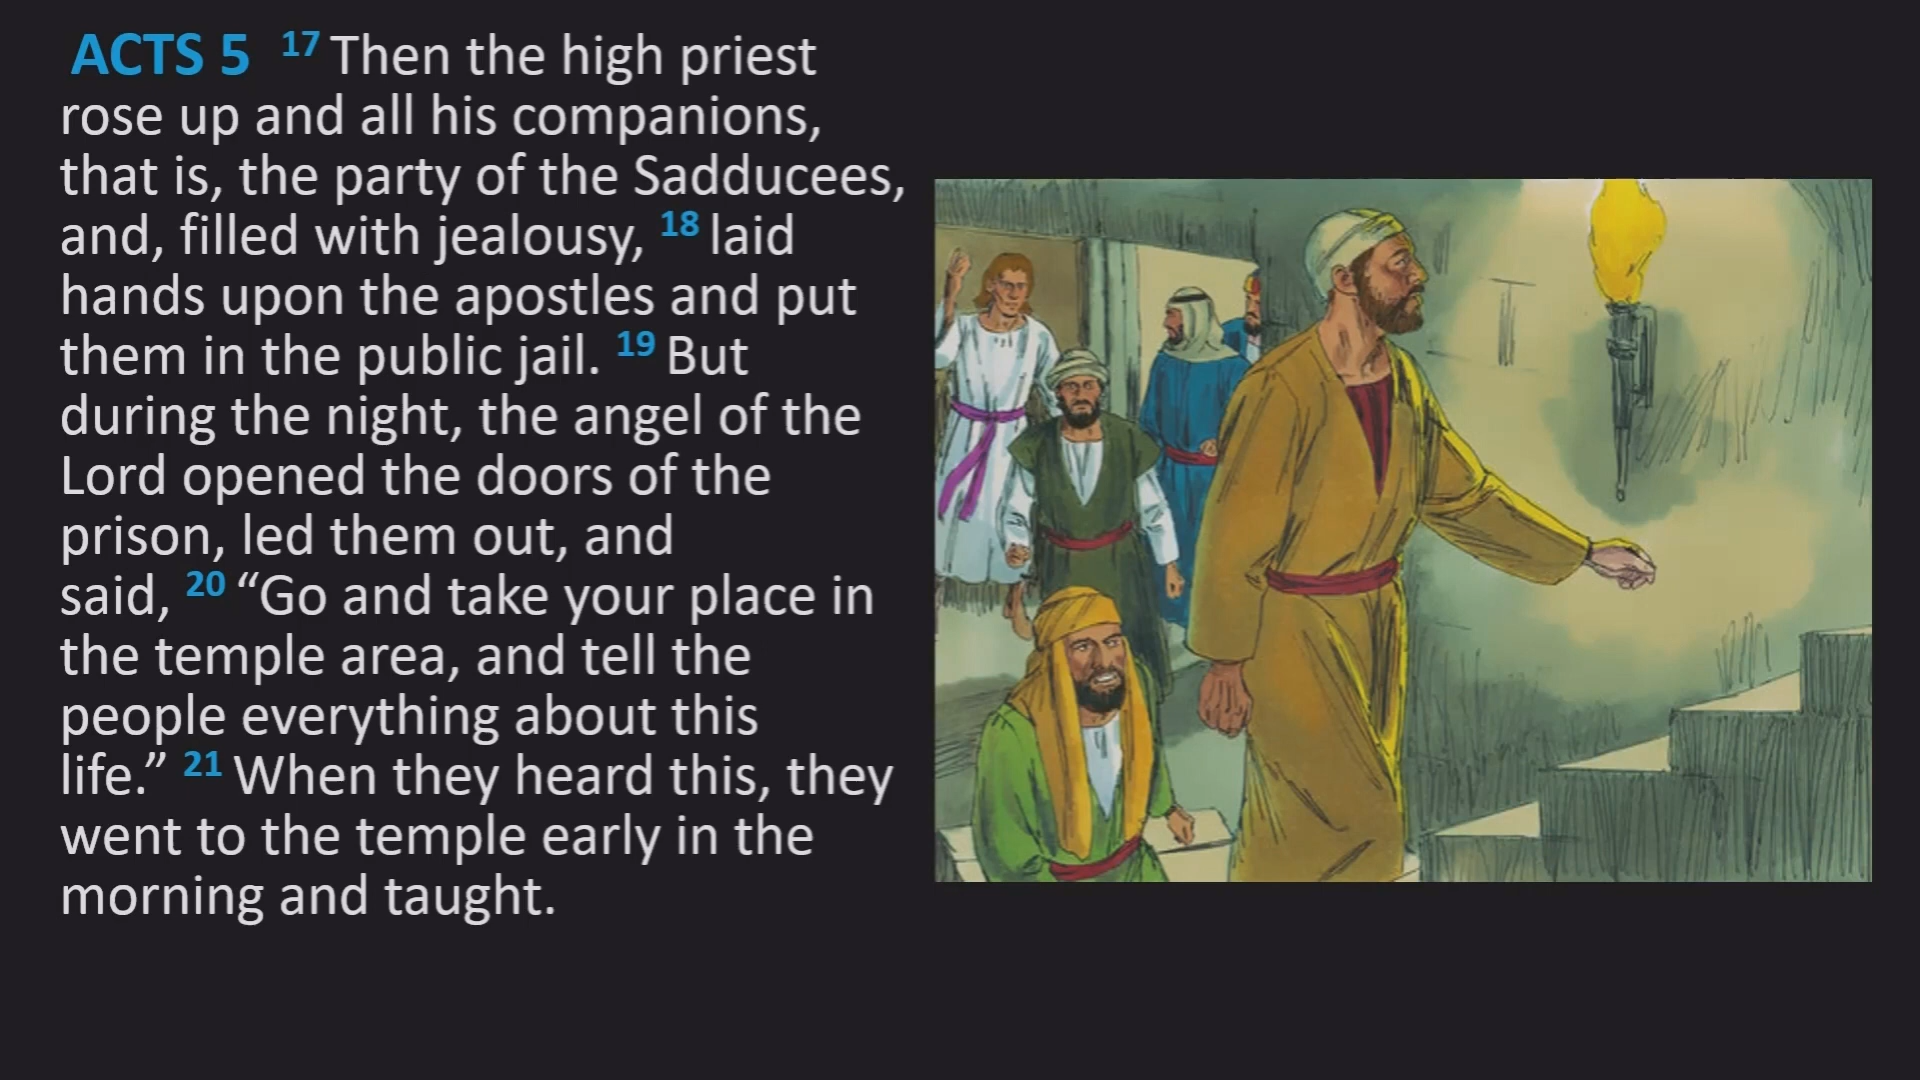 ACTS 5 17 Then the high priest
rose up and all his companions,
that is, the party of the Sadducees,
and, filled with jealousy, 18 laid
hands upon the apostles and put
them in the public jail. 19 But
during the night, the angel of the
Lord opened the doors of the
prison, led them out, and
said, 20 “Go and take your place in
the temple area, and tell the
people everything about this
life.” 21 When they heard this, they
went to the temple early in the
morning and taught.